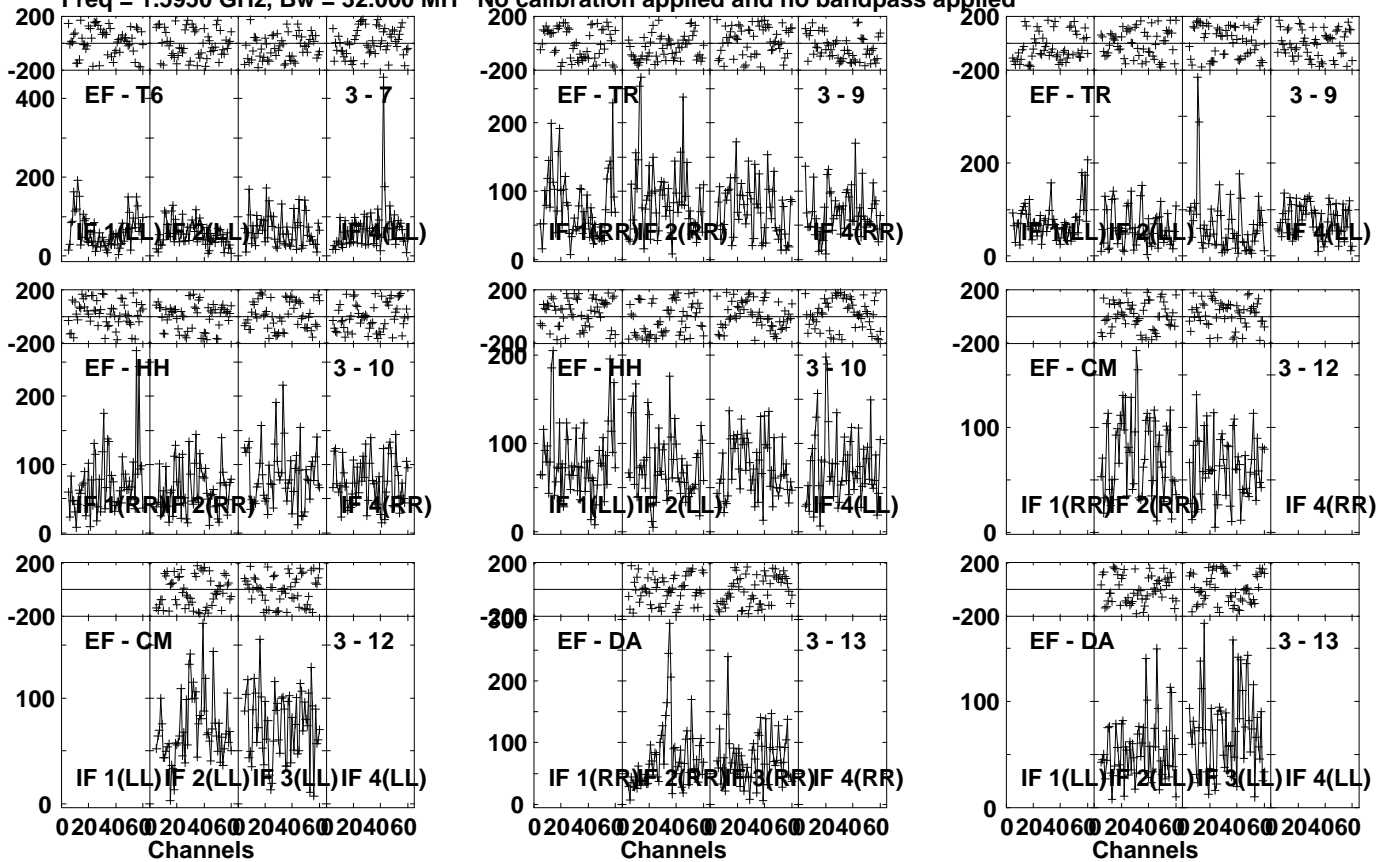 Freq = 1.5950 GHz, Bw = 32.000 MH No calibration applied and no bandpass applied
200
-200
400
200
0
EF - T6
3 - 7
IF 1(LL)
IF 2(LL)
IF 4(LL)
200
-200
200
100
0
EF - TR
3 - 9
IF 1(RR)
IF 2(RR)
IF 4(RR)
200
-200
200
0
EF - TR
3 - 9
IF 1(LL)
IF 2(LL)
IF 4(LL)
200
-200
200
100
0
EF - HH
3 - 10
IF 1(RR)
IF 2(RR)
IF 4(RR)
200
-200
200
100
0
EF - HH
3 - 10
IF 1(LL)
IF 2(LL)
IF 4(LL)
200
-200
100
0
EF - CM
3 - 12
IF 1(RR)
IF 2(RR)
IF 4(RR)
200
-200
100
0
EF - CM
3 - 12
IF 1(LL)
IF 2(LL)
IF 3(LL)
IF 4(LL)
200
-200
300
200
100
0
EF - DA
3 - 13
IF 1(RR)
IF 2(RR)
IF 3(RR)
IF 4(RR)
200
-200
100
0
EF - DA
3 - 13
IF 1(LL)
IF 2(LL)
IF 3(LL)
IF 4(LL)
0 20 40 60 0 20 40 60 0 20 40 60 0 20 40 60
Channels
0 20 40 60 0 20 40 60 0 20 40 60 0 20 40 60
Channels
0 20 40 60 0 20 40 60 0 20 40 60 0 20 40 60
Channels